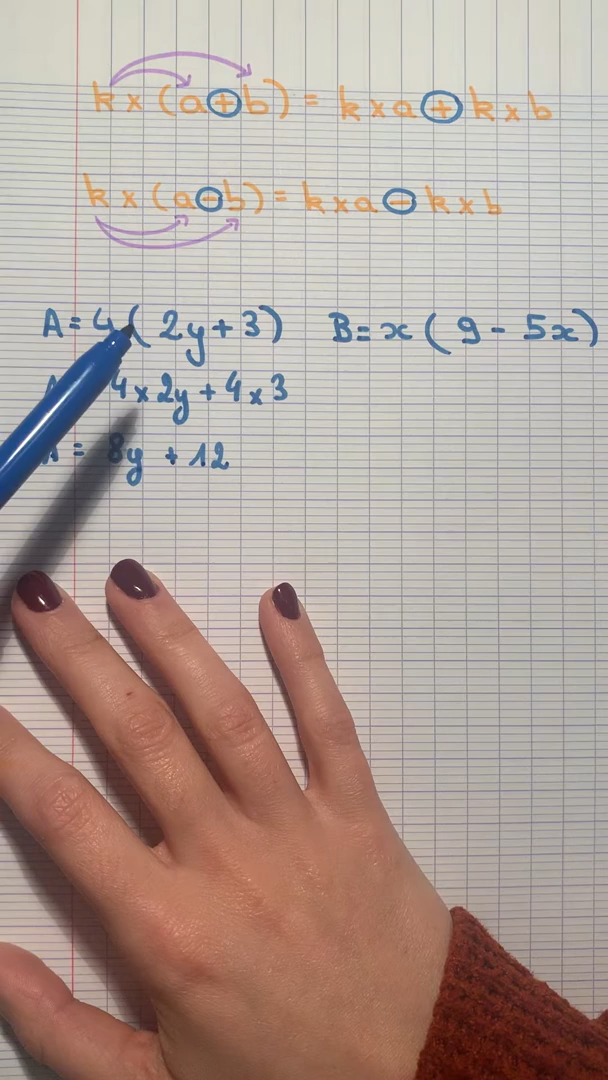 k × (a + b) = k × a + k × b
k × (a - b) = k × a - k × b
A = 4( 2y + 3) B = x ( 9 - 5x)
4 × 2y + 4 × 3
A = 8y + 12